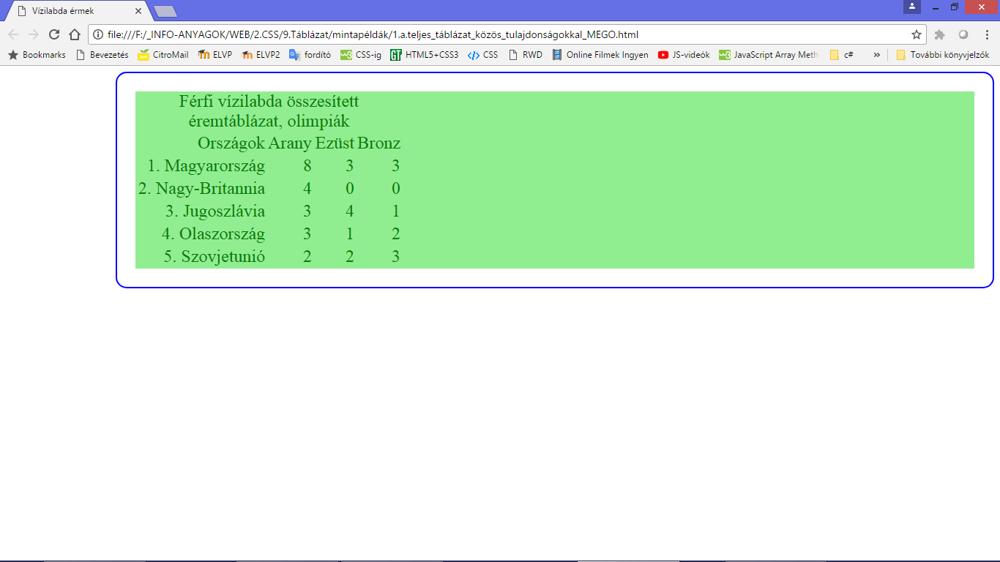 Vízilabda érmek
file:///F:/_INFO-ANYAGOK/WEB/2.CSS/9.Táblázat/mintapéldák/1.a.teljes_táblázat_közös_tulajdonságokkal_MEGO.html
Bookmarks Bevezetés CitroMail ELVP ELVP2 fordító CSS-ig HTML5+CSS3 CSS RWD Online Filmek Ingyen JS-videók JavaScript Array Meth c# » További könyvjelzők
Férfi vízilabda összesített
éremtáblázat, olimpiák
Országok Arany Ezüst Bronz
1. Magyarország 8 3 3
2. Nagy-Britannia 4 0 0
3. Jugoszlávia 3 4 1
4. Olaszország 3 1 2
5. Szovjetunió 2 2 3